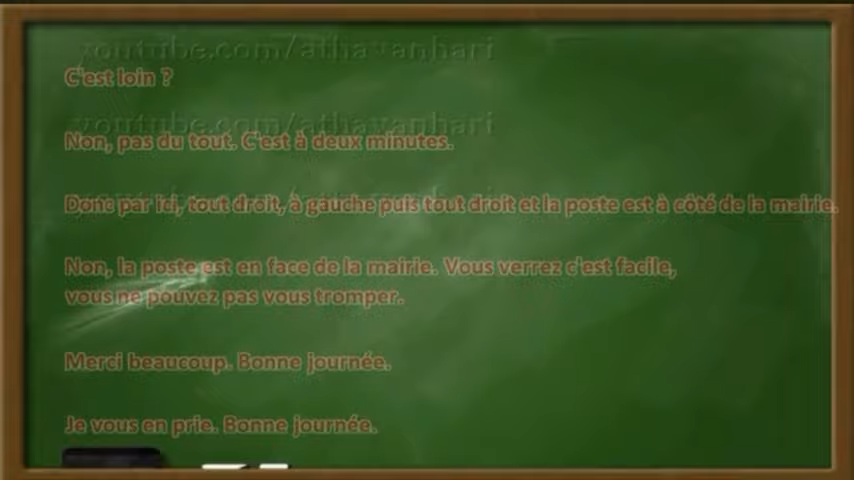 youtube.com/athavanhari
C'est loin ?
youtube.com/athavanhari
Non, pas du tout. C'est à deux minutes.
Donc par ici, tout droit, à gauche puis tout droit et la poste est à côté de la mairie.
Non, la poste est en face de la mairie. Vous verrez c'est facile,
vous ne pouvez pas vous tromper.
Merci beaucoup. Bonne journée.
Je vous en prie. Bonne journée.